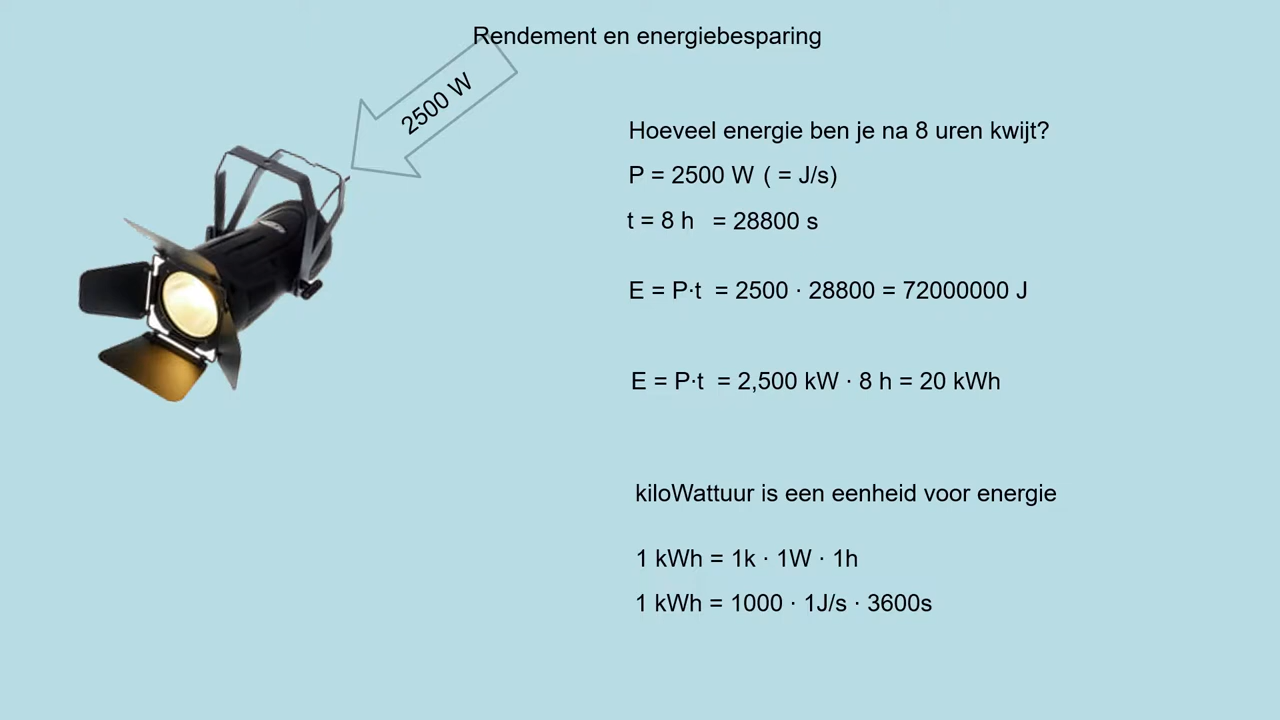 Rendement en energiebesparing
2500 W
Hoeveel energie ben je na 8 uren kwijt?
P = 2500 W ( = J/s)
t = 8 h = 28800 s
E = P·t = 2500 · 28800 = 72000000 J
E = P·t = 2,500 kW · 8 h = 20 kWh
kiloWattuur is een eenheid voor energie
1 kWh = 1k · 1W · 1h
1 kWh = 1000 · 1J/s · 3600s